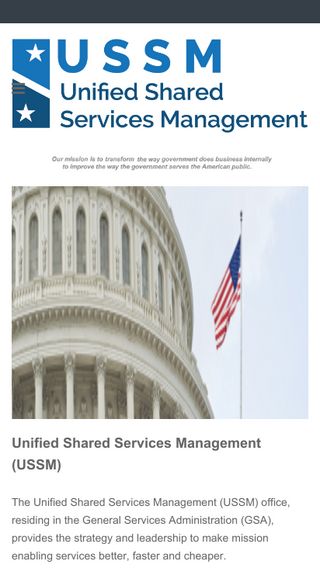 USSM
Unified Shared
Services Management
Our mission is to transform the way government does business internally
to improve the way the government serves the American public.
Unified Shared Services Management
(USSM)
The Unified Shared Services Management (USSM) office,
residing in the General Services Administration (GSA),
provides the strategy and leadership to make mission
enabling services better, faster and cheaper.